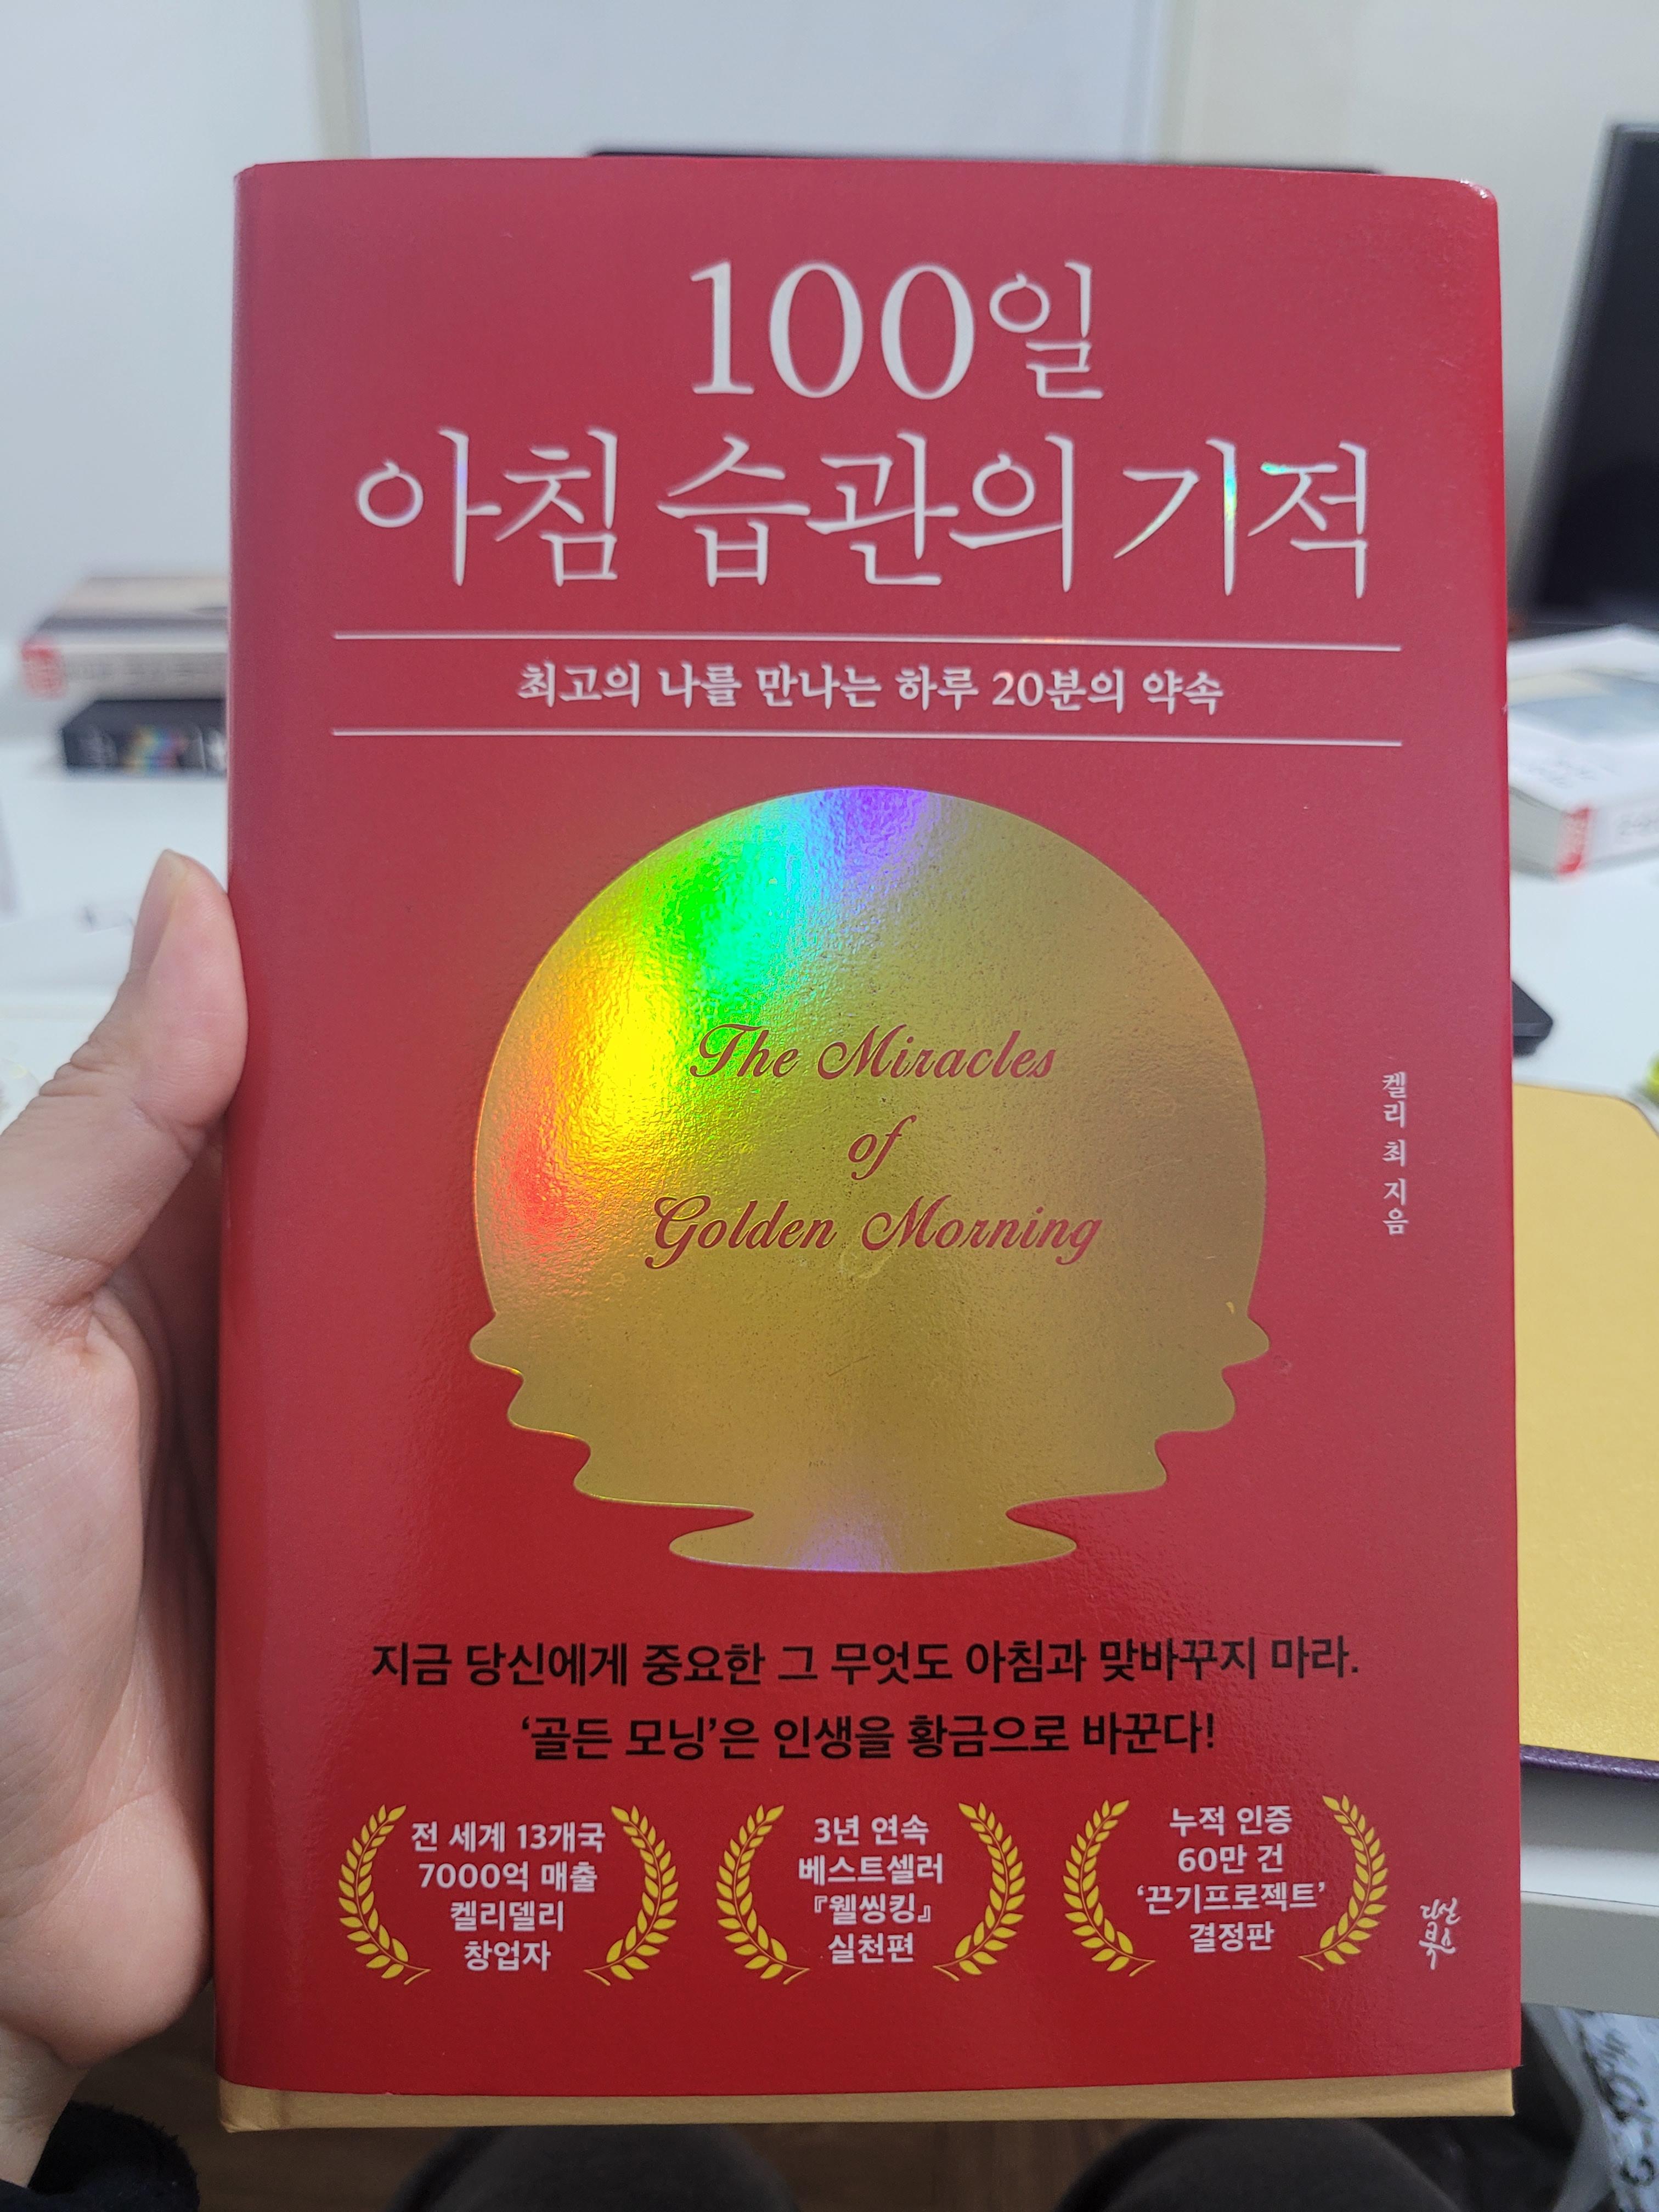 100일
아침 습관의 기적
최고의 나를 만나는 하루 20분의 약속
The Miracles
of
Golden Morning
켈리 최 지음
지금 당신에게 중요한 그 무엇도 아침과 맞바꾸지 마라.
‘골든 모닝’은 인생을 황금으로 바꾼다!
전 세계 13개국
7000억 매출
켈리델리
창업자
3년 연속
베스트셀러
『웰씽킹』
실천편
누적 인증
60만 건
‘끈기프로젝트’
결정판
다산
북스